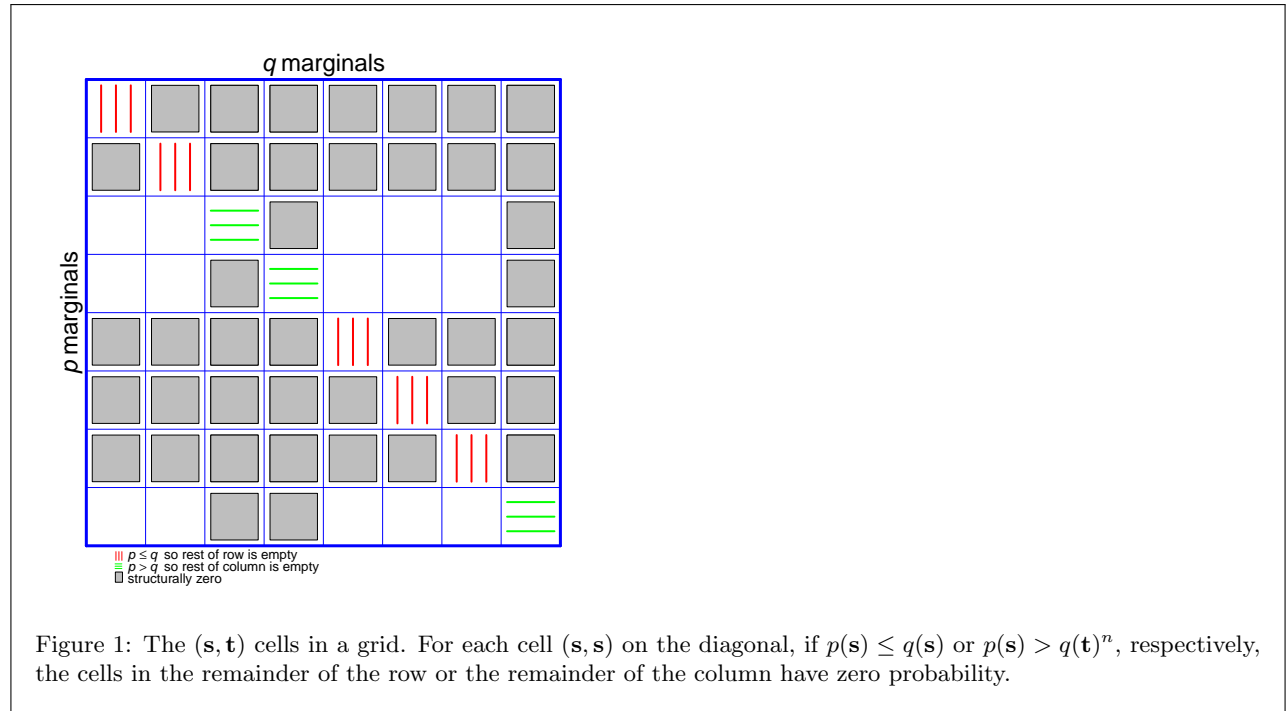 q marginals
p marginals
p ≤ q so rest of row is empty
p > q so rest of column is empty
structurally zero
Figure 1: The (s, t) cells in a grid. For each cell (s, s) on the diagonal, if p(s) ≤ q(s) or p(s) > q(t)ⁿ, respectively,
the cells in the remainder of the row or the remainder of the column have zero probability.